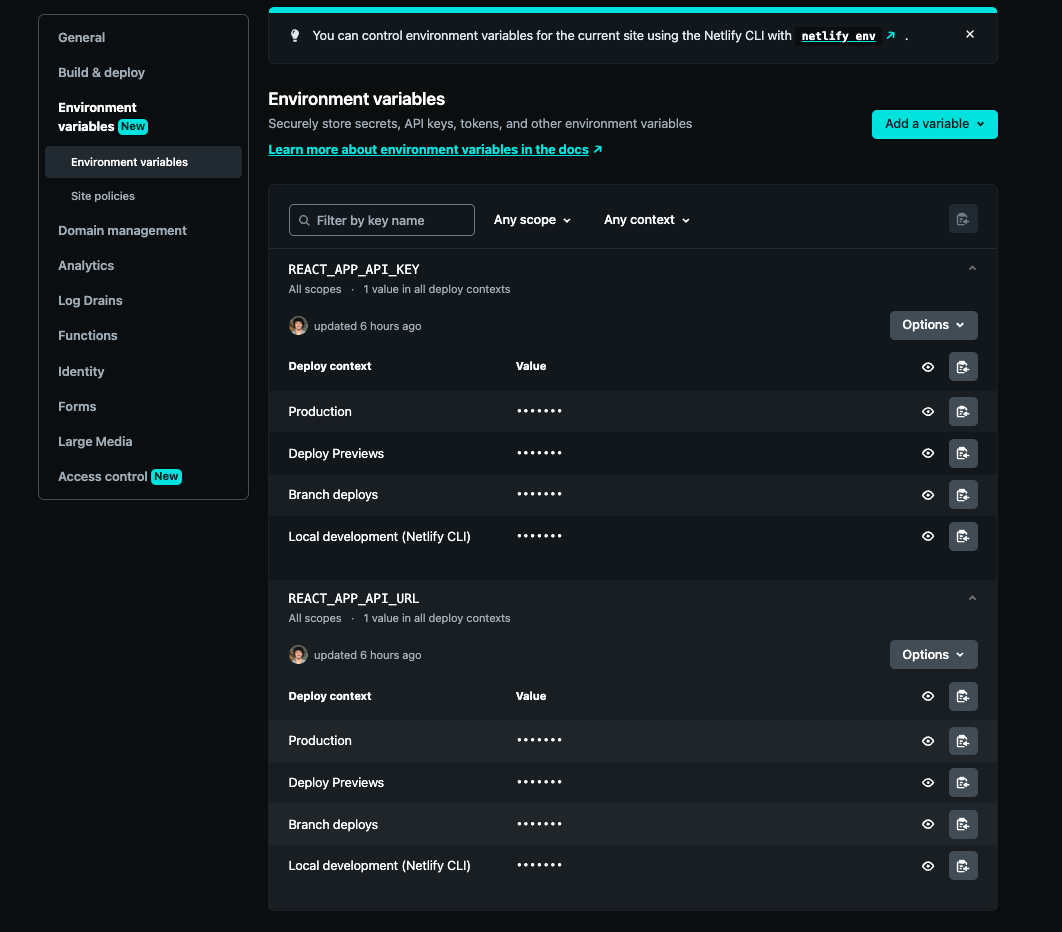 General
Build & deploy
Environment
variables New
Environment variables
Site policies
Domain management
Analytics
Log Drains
Functions
Identity
Forms
Large Media
Access control New
You can control environment variables for the current site using the Netlify CLI with netlify env .
Environment variables
Securely store secrets, API keys, tokens, and other environment variables
Learn more about environment variables in the docs
Add a variable
Filter by key name
Any scope
Any context
REACT_APP_API_KEY
All scopes · 1 value in all deploy contexts
updated 6 hours ago
Options
Deploy context Value
Production •••••••
Deploy Previews •••••••
Branch deploys •••••••
Local development (Netlify CLI) •••••••
REACT_APP_API_URL
All scopes · 1 value in all deploy contexts
updated 6 hours ago
Options
Deploy context Value
Production •••••••
Deploy Previews •••••••
Branch deploys •••••••
Local development (Netlify CLI) •••••••